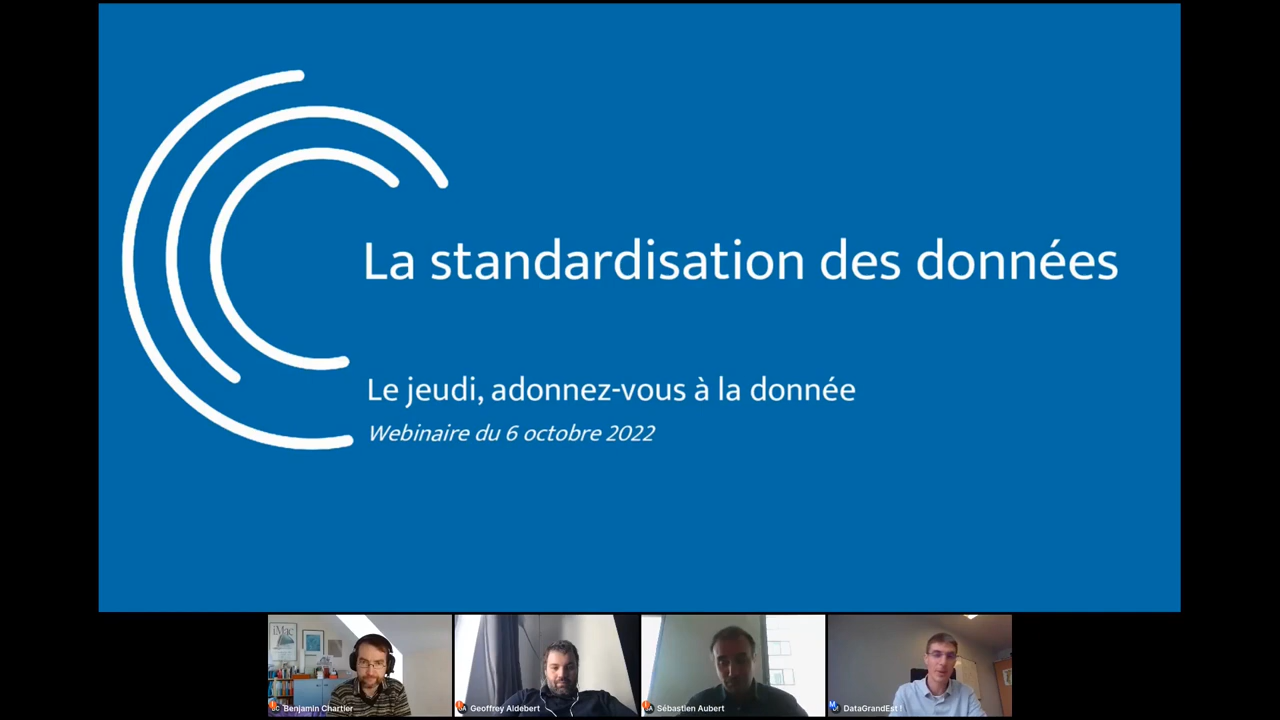 La standardisation des données
Le jeudi, adonnez-vous à la donnée
Webinaire du 6 octobre 2022
iMac
Benjamin Chartier
Geoffrey Aldebert
Sébastien Aubert
DataGrandEst !